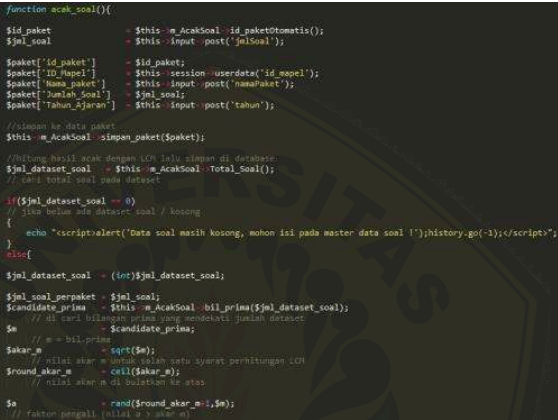 function acak_soal(){
$id_paket = $this->m_AcakSoal->id_paketOtomatis();
$jml_soal = $this->input->post('jmlSoal');
$paket['id_paket'] = $id_paket;
$paket['ID_Mapel'] = $this->session->userdata('id_mapel');
$paket['Nama_paket'] = $this->input->post('namaPaket');
$paket['Jumlah_Soal'] = $jml_soal;
$paket['Tahun_Ajaran'] = $this->input->post('tahun');
//simpan ke data paket
$this->m_AcakSoal->simpan_paket($paket);
//hitung hasil acak dengan LCM lalu simpan di database
$jml_dataset_soal = $this->m_AcakSoal->Total_Soal();
// cari total soal pada dataset
if($jml_dataset_soal == 0)
// jika belum ada dataset soal / kosong
{
echo "<script>alert('Data soal masih kosong, mohon isi pada master data soal !');history.go(-1);</script>";
}
else{
$jml_dataset_soal = (int)$jml_dataset_soal;
$jml_soal_perpaket = $jml_soal;
$candidate_prima = $this->m_AcakSoal->bil_prima($jml_dataset_soal);
// di cari bilangan prima yang mendekati jumlah dataset
$m = $candidate_prima;
// m = bil.prima
$akar_m = sqrt($m);
// nilai akar m untuk salah satu syarat perhitungan LCM
$round_akar_m = ceil($akar_m);
// nilai akar m di bulatkan ke atas
$a = rand($round_akar_m+1,$m);
// faktor pengali (nilai a > akar m)